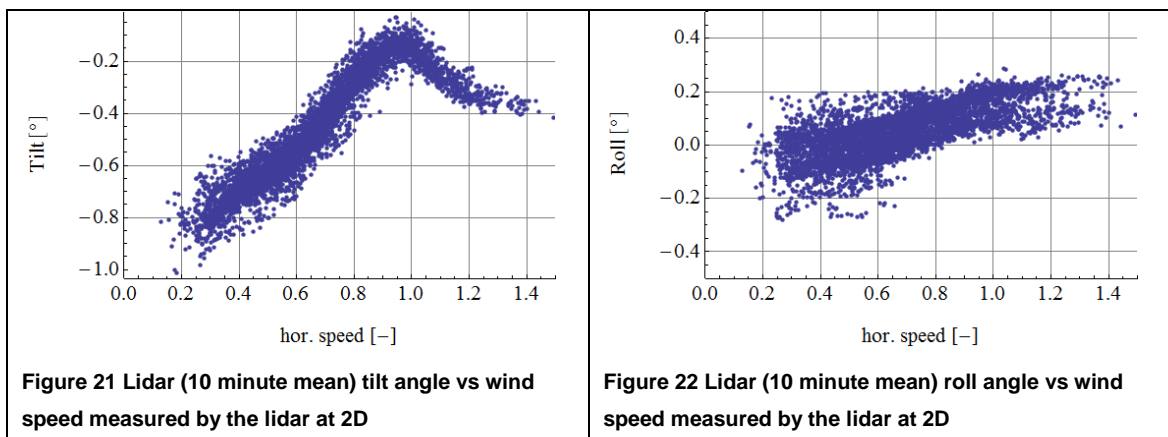 −0.2
−0.4
−0.6
−0.8
−1.0
Tilt [°]
0.0 0.2 0.4 0.6 0.8 1.0 1.2 1.4
hor. speed [−]
Figure 21 Lidar (10 minute mean) tilt angle vs wind
speed measured by the lidar at 2D
0.4
0.2
0.0
−0.2
−0.4
Roll [°]
0.0 0.2 0.4 0.6 0.8 1.0 1.2 1.4
hor. speed [−]
Figure 22 Lidar (10 minute mean) roll angle vs wind
speed measured by the lidar at 2D